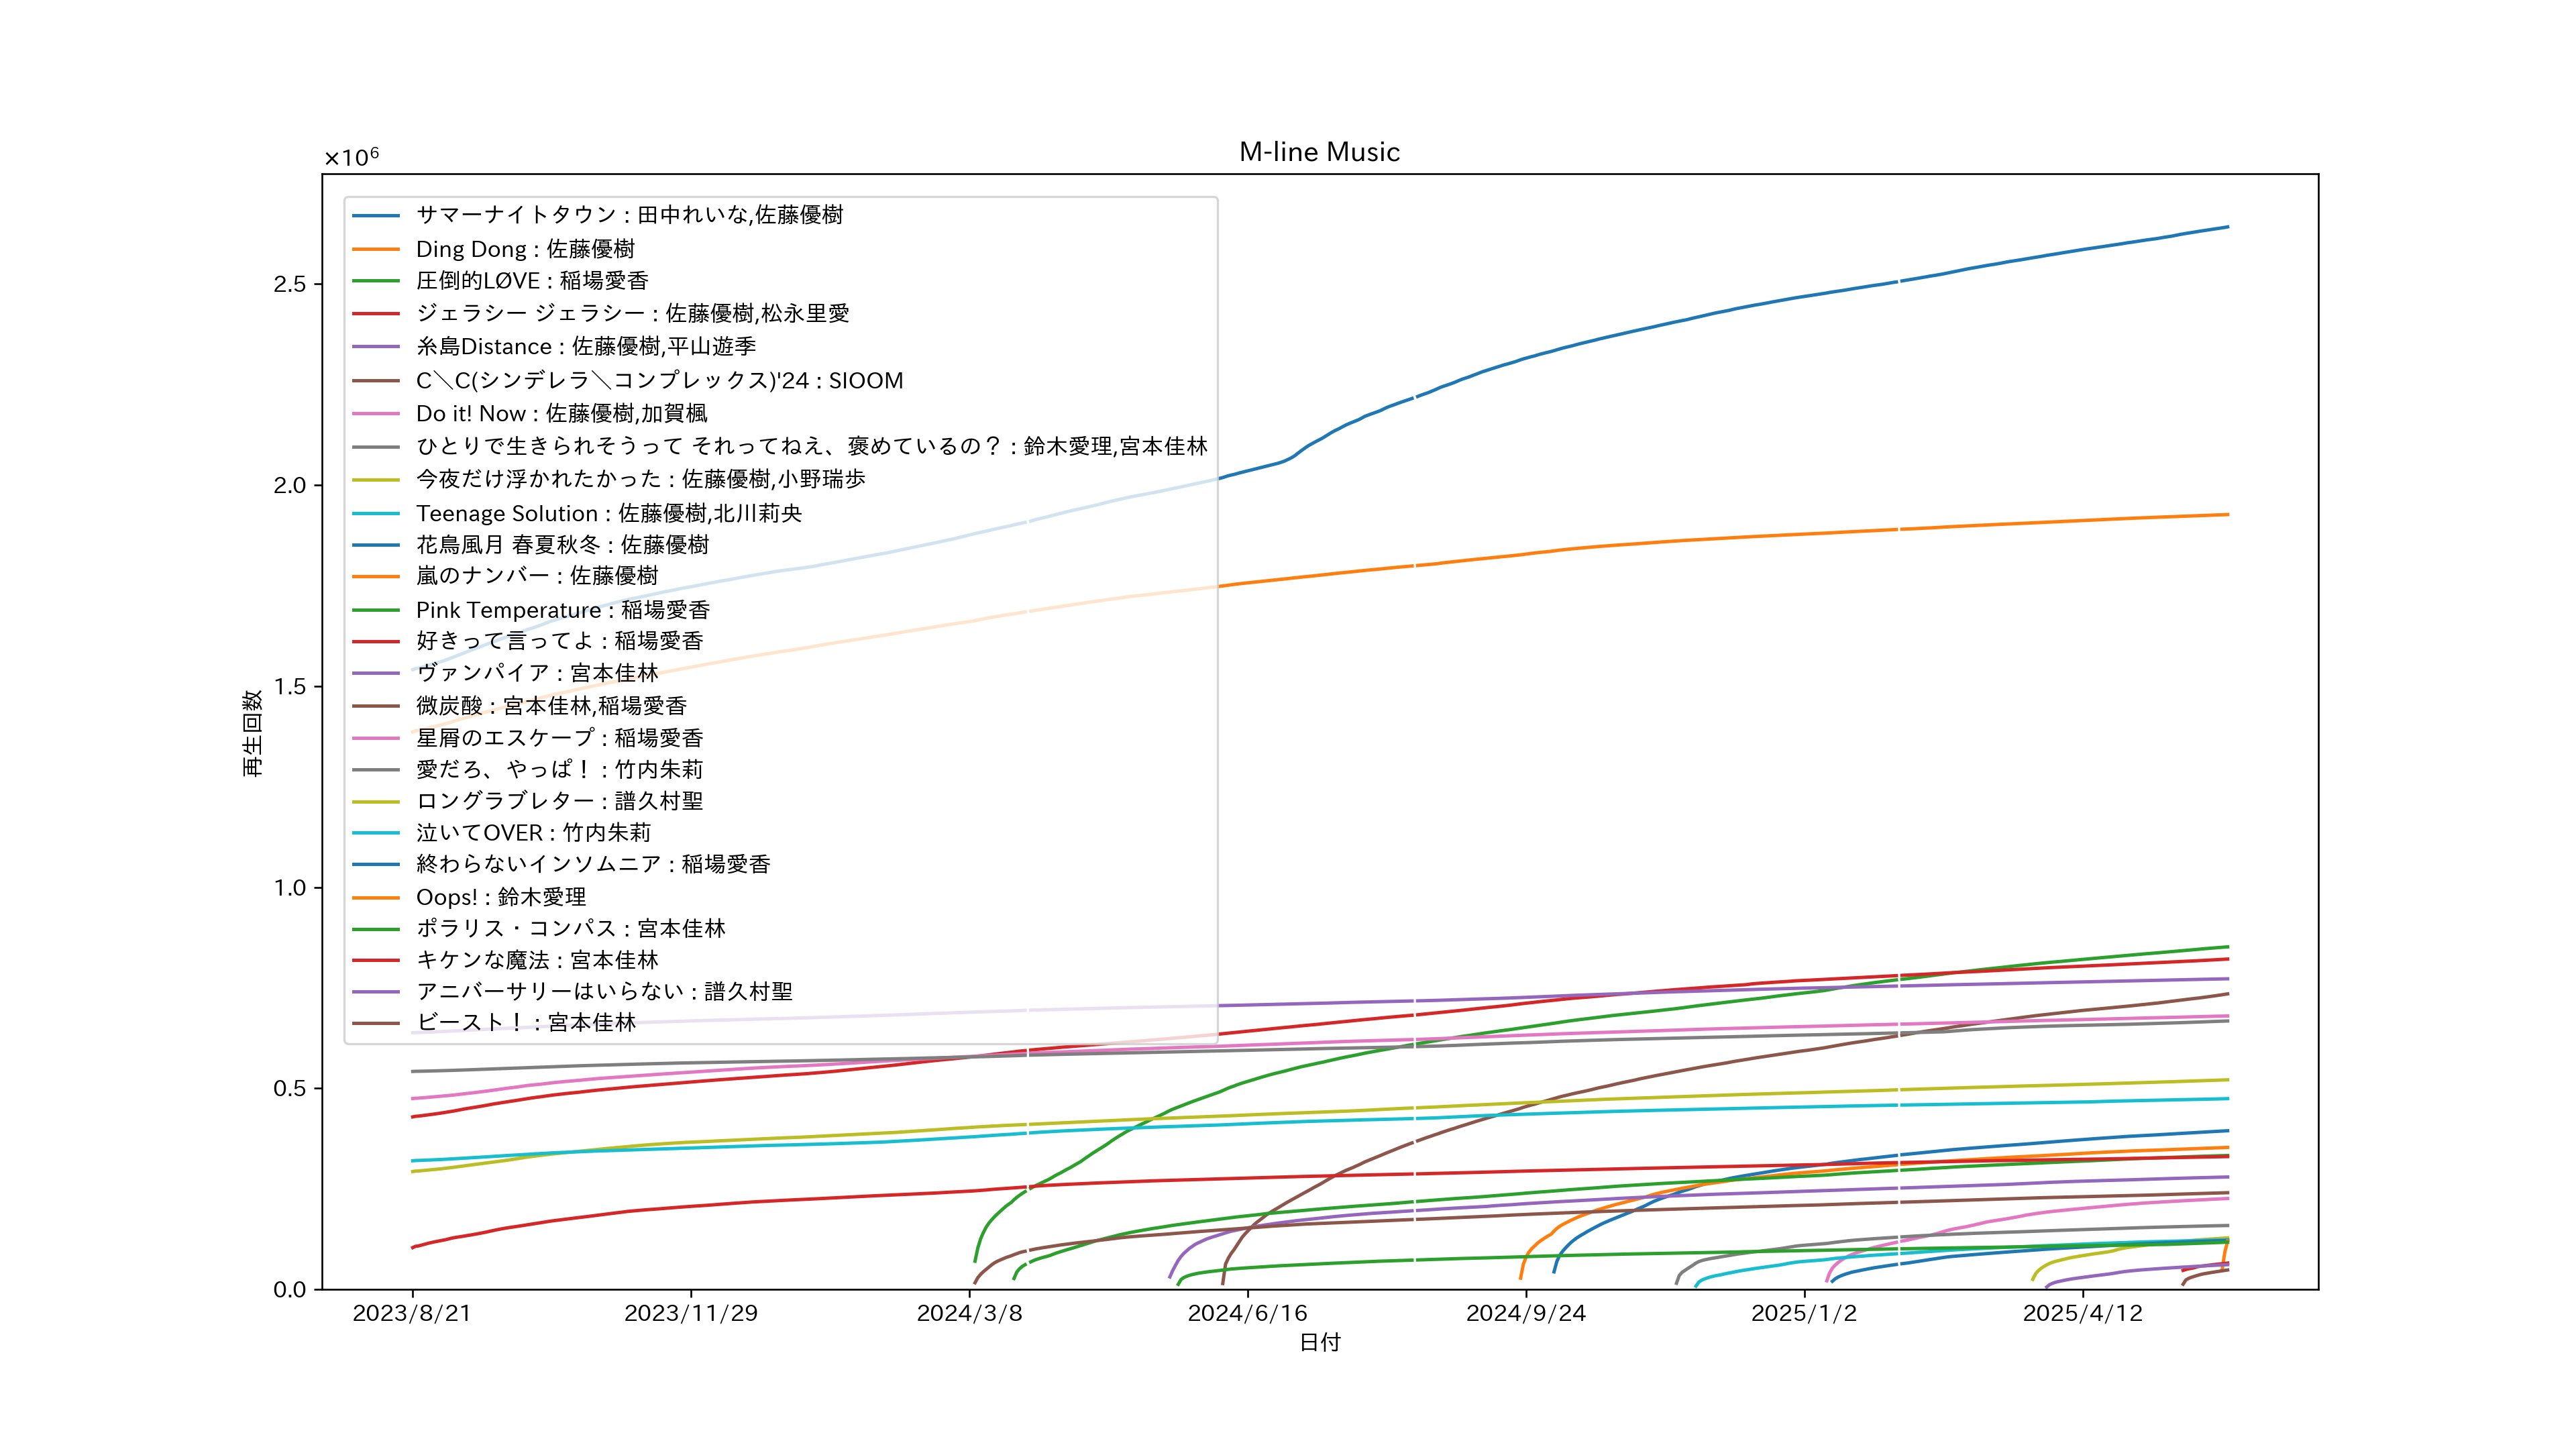 M-line Music
×10⁶
サマーナイトタウン : 田中れいな,佐藤優樹
Ding Dong : 佐藤優樹
圧倒的LØVE : 稲場愛香
ジェラシー ジェラシー : 佐藤優樹,松永里愛
糸島Distance : 佐藤優樹,平山遊季
C＼C(シンデレラ＼コンプレックス)'24 : SIOOM
Do it! Now : 佐藤優樹,加賀楓
ひとりで生きられそうって それってねえ、褒めているの？ : 鈴木愛理,宮本佳林
今夜だけ浮かれたかった : 佐藤優樹,小野瑞歩
Teenage Solution : 佐藤優樹,北川莉央
花鳥風月 春夏秋冬 : 佐藤優樹
嵐のナンバー : 佐藤優樹
Pink Temperature : 稲場愛香
好きって言ってよ : 稲場愛香
ヴァンパイア : 宮本佳林
微炭酸 : 宮本佳林,稲場愛香
星屑のエスケープ : 稲場愛香
愛だろ、やっぱ！ : 竹内朱莉
ロングラブレター : 譜久村聖
泣いてOVER : 竹内朱莉
終わらないインソムニア : 稲場愛香
Oops! : 鈴木愛理
ポラリス・コンパス : 宮本佳林
キケンな魔法 : 宮本佳林
アニバーサリーはいらない : 譜久村聖
ビースト！ : 宮本佳林
2.5
2.0
1.5
1.0
0.5
0.0
再生回数
2023/8/21 2023/11/29 2024/3/8 2024/6/16 2024/9/24 2025/1/2 2025/4/12
日付